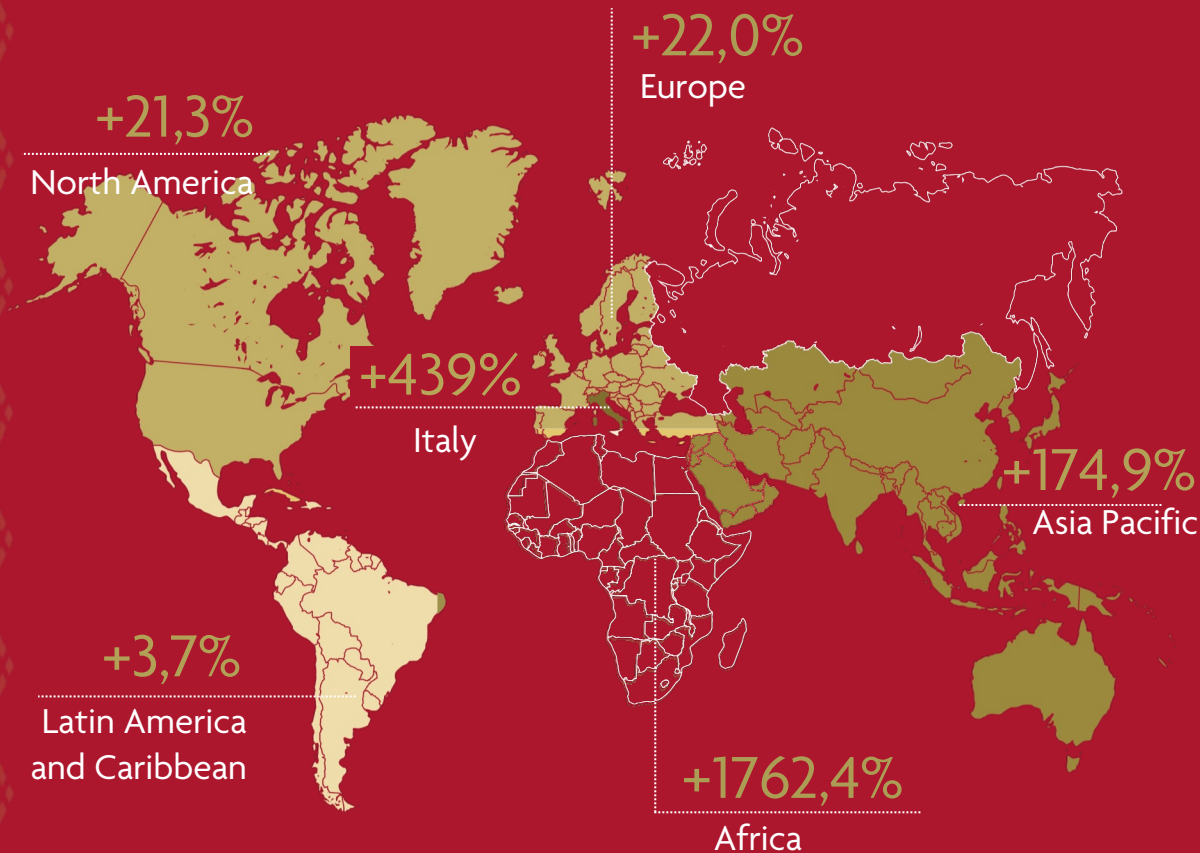 +22,0%
Europe
+21,3%
North America
+439%
Italy
+174,9%
Asia Pacific
+3,7%
Latin America
and Caribbean
+1762,4%
Africa